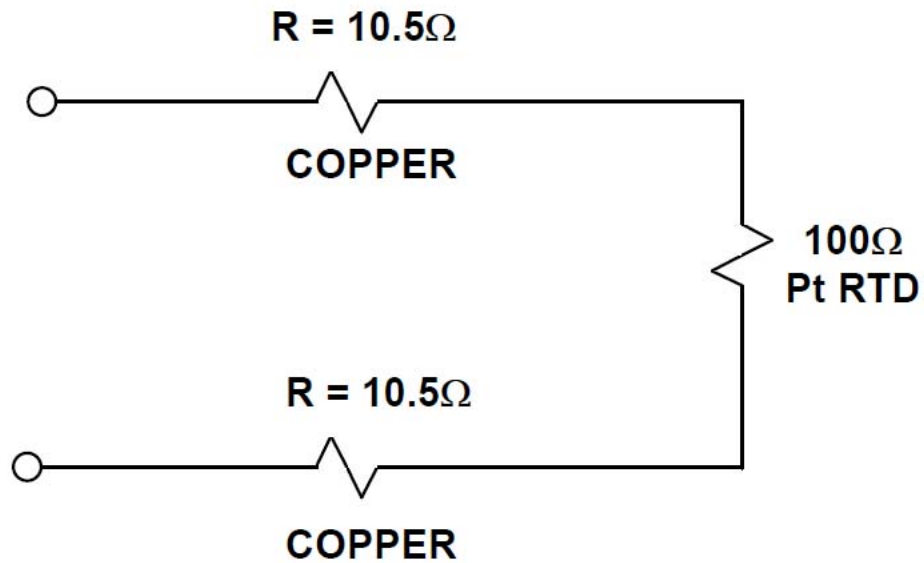 R = 10.5Ω
COPPER
100Ω
Pt RTD
R = 10.5Ω
COPPER